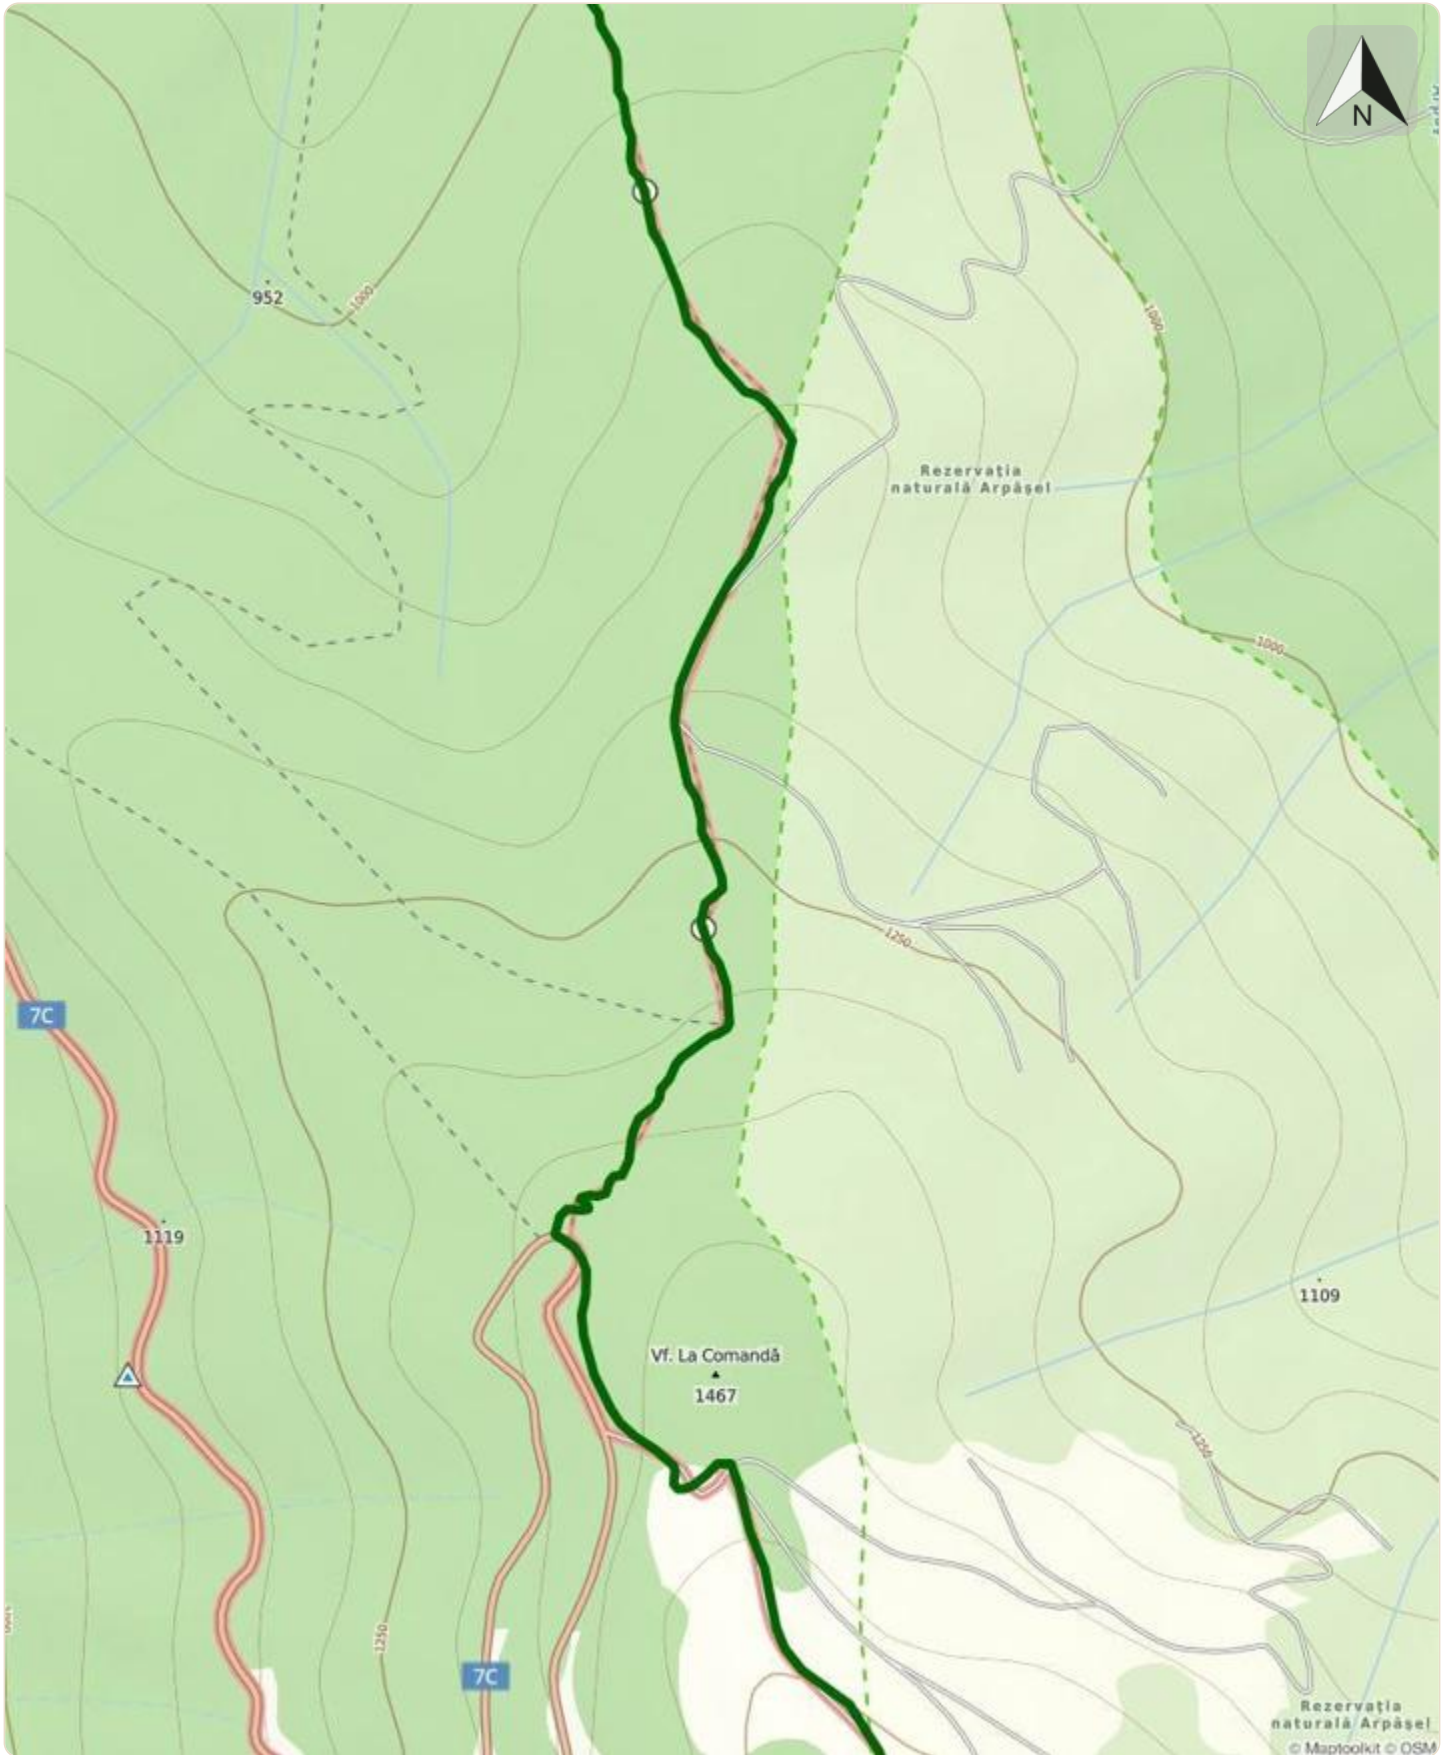 N
952
1000
1000
Rezervația
naturală Arpășel
1000
1250
7C
1119
1109
Vf. La Comandă
1467
1250
1250
7C
Rezervația
naturală Arpășel
© Maptoolkit © OSM